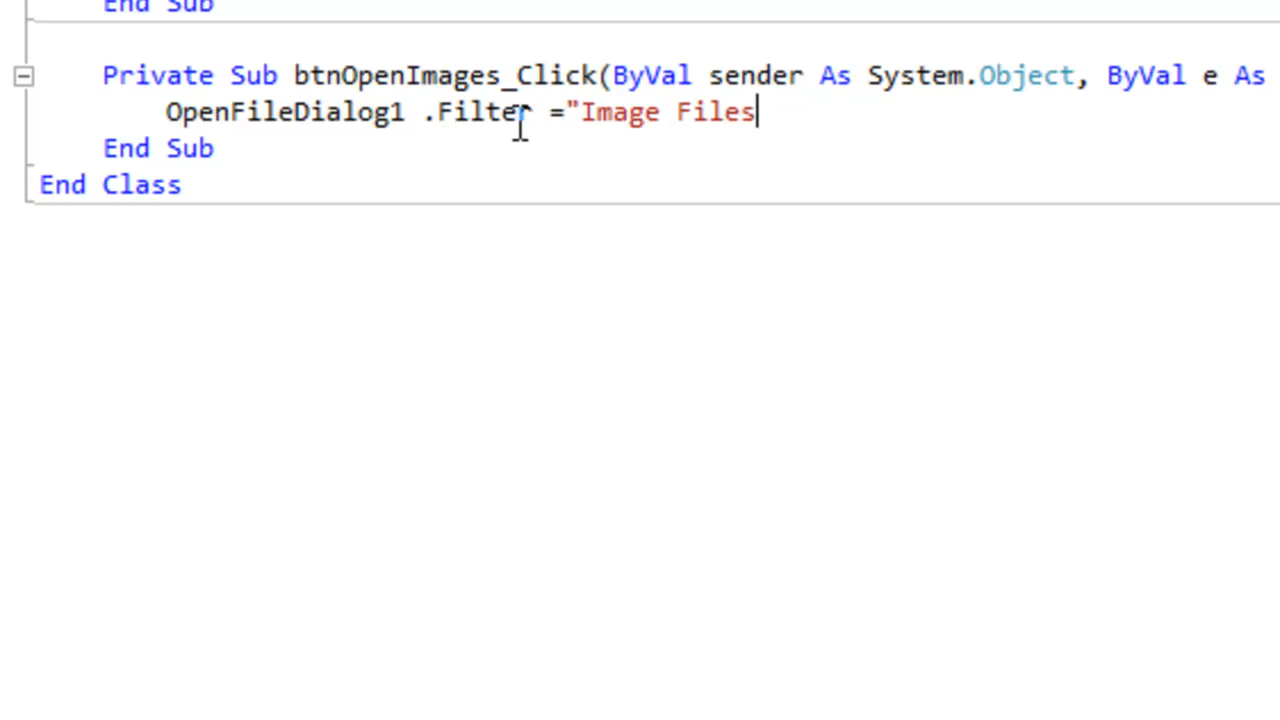 End Sub
Private Sub btnOpenImages_Click(ByVal sender As System.Object, ByVal e As
OpenFileDialog1 .Filter ="Image Files
End Sub
End Class